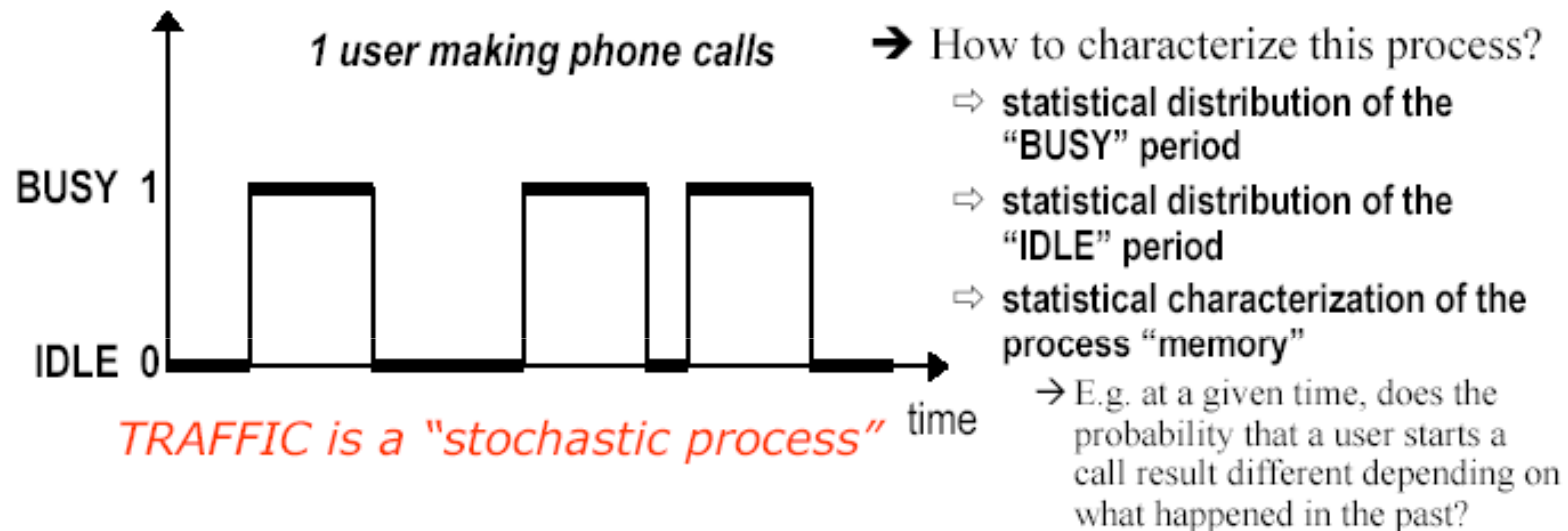 1 user making phone calls
BUSY 1
IDLE 0
time
TRAFFIC is a “stochastic process”
➔ How to characterize this process?
⇨ statistical distribution of the
“BUSY” period
⇨ statistical distribution of the
“IDLE” period
⇨ statistical characterization of the
process “memory”
→ E.g. at a given time, does the
probability that a user starts a
call result different depending on
what happened in the past?